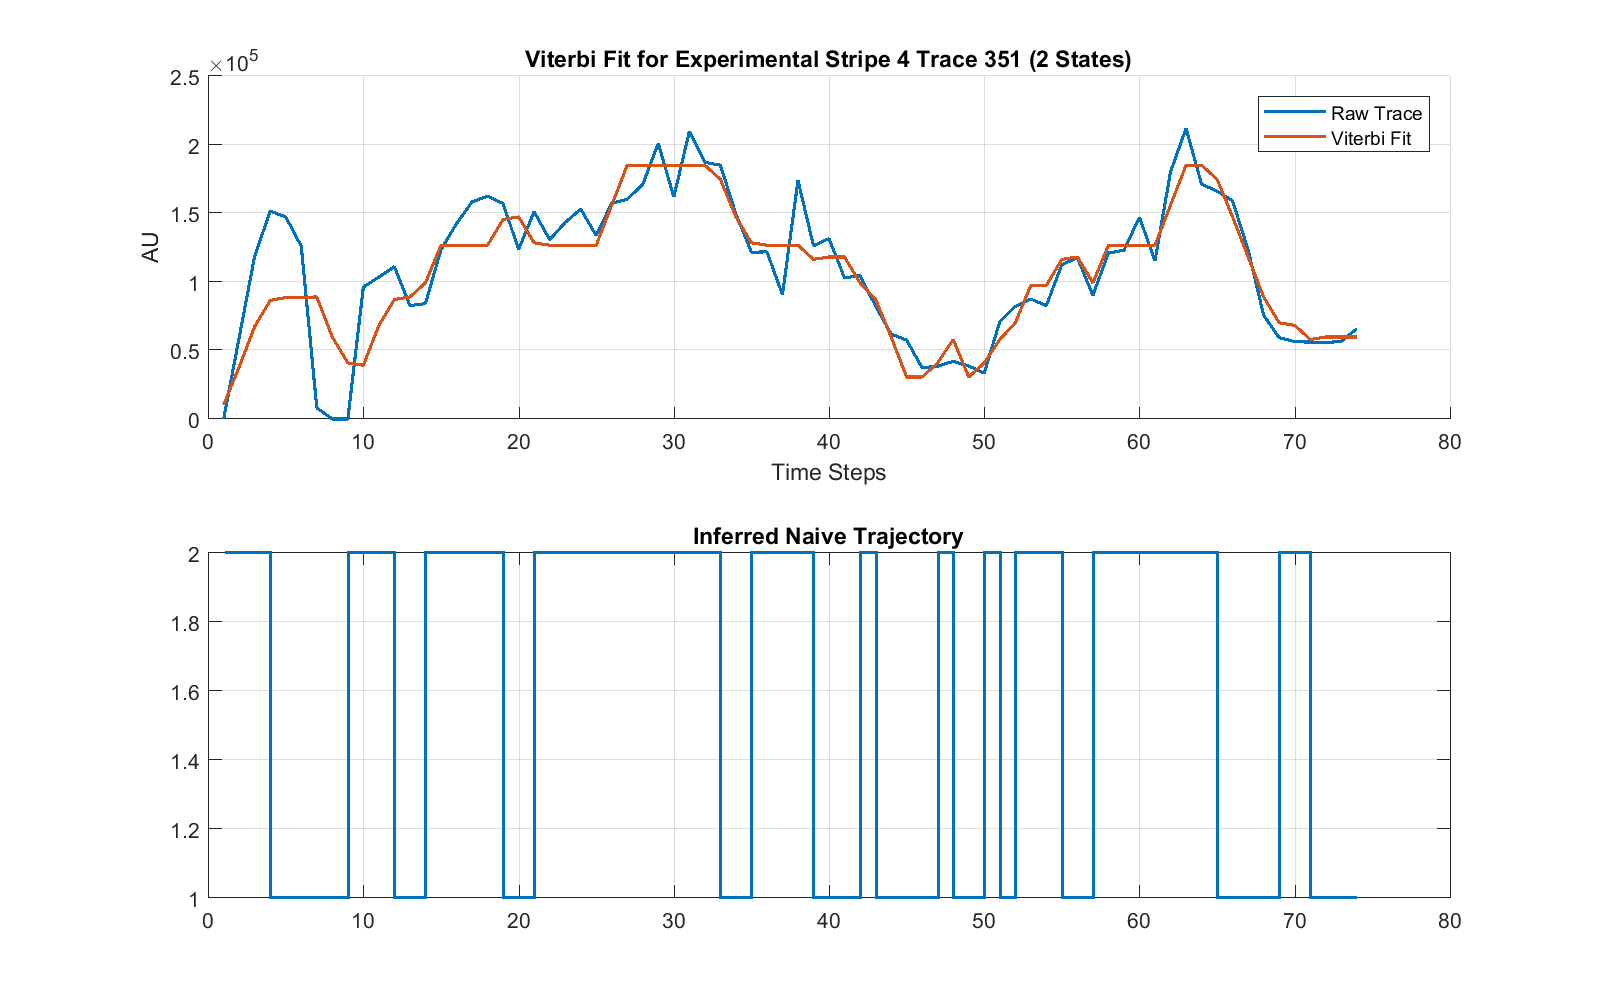 Viterbi Fit for Experimental Stripe 4 Trace 351 (2 States)
×10^5
2.5
2
1.5
1
0.5
0
AU
Raw Trace
Viterbi Fit
0 10 20 30 40 50 60 70 80
Time Steps
Inferred Naive Trajectory
2
1.8
1.6
1.4
1.2
1
0 10 20 30 40 50 60 70 80